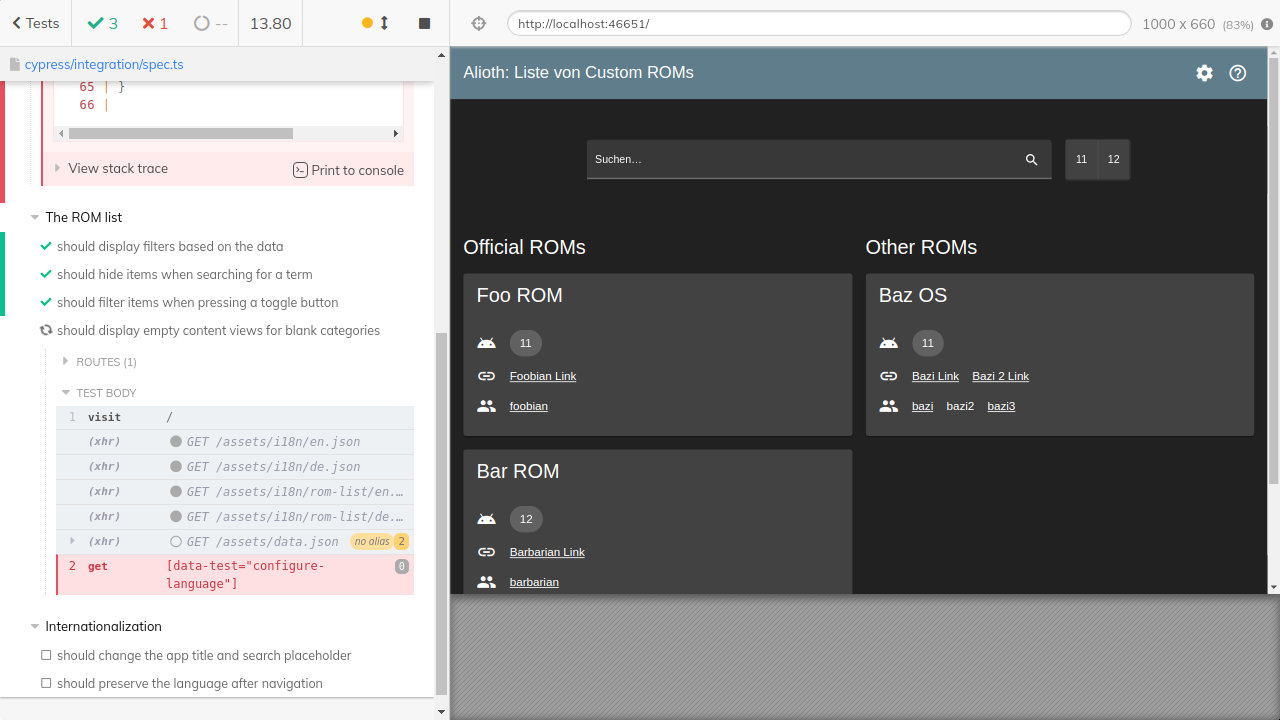 Tests
3
1
--
13.80
http://localhost:46651/
1000 x 660 (83%)
cypress/integration/spec.ts
65 | }
66 |
View stack trace
Print to console
The ROM list
should display filters based on the data
should hide items when searching for a term
should filter items when pressing a toggle button
should display empty content views for blank categories
ROUTES (1)
TEST BODY
1 visit /
(xhr) GET /assets/i18n/en.json
(xhr) GET /assets/i18n/de.json
(xhr) GET /assets/i18n/rom-list/en.…
(xhr) GET /assets/i18n/rom-list/de.…
(xhr) GET /assets/data.json no alias 2
2 get [data-test="configure-
language"] 0
Internationalization
should change the app title and search placeholder
should preserve the language after navigation
Alioth: Liste von Custom ROMs
Suchen…
11
12
Official ROMs
Foo ROM
11
Foobian Link
foobian
Bar ROM
12
Barbarian Link
barbarian
Other ROMs
Baz OS
11
Bazi Link Bazi 2 Link
bazi bazi2 bazi3